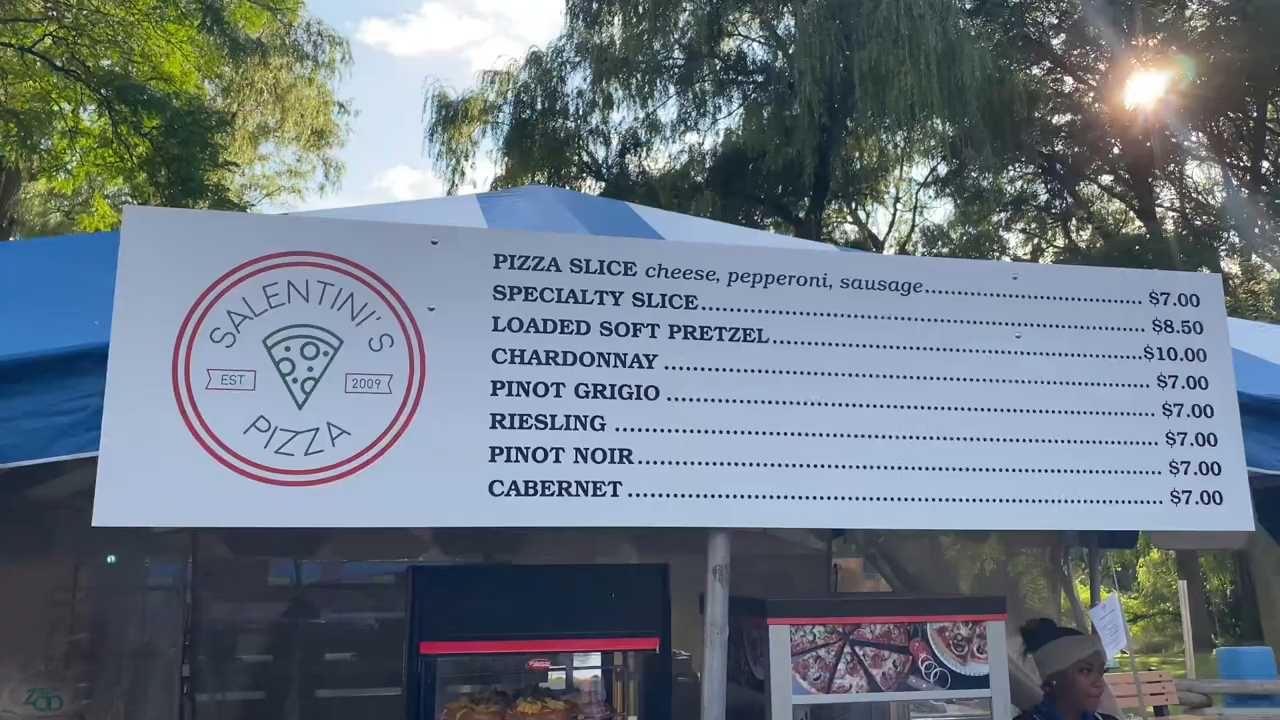 SALENTINI'S
EST 2009
PIZZA
PIZZA SLICE cheese, pepperoni, sausage........................................ $7.00
SPECIALTY SLICE........................................ $8.50
LOADED SOFT PRETZEL........................................$10.00
CHARDONNAY ........................................ $7.00
PINOT GRIGIO ........................................ $7.00
RIESLING ........................................ $7.00
PINOT NOIR........................................ $7.00
CABERNET ........................................ $7.00
ZOO